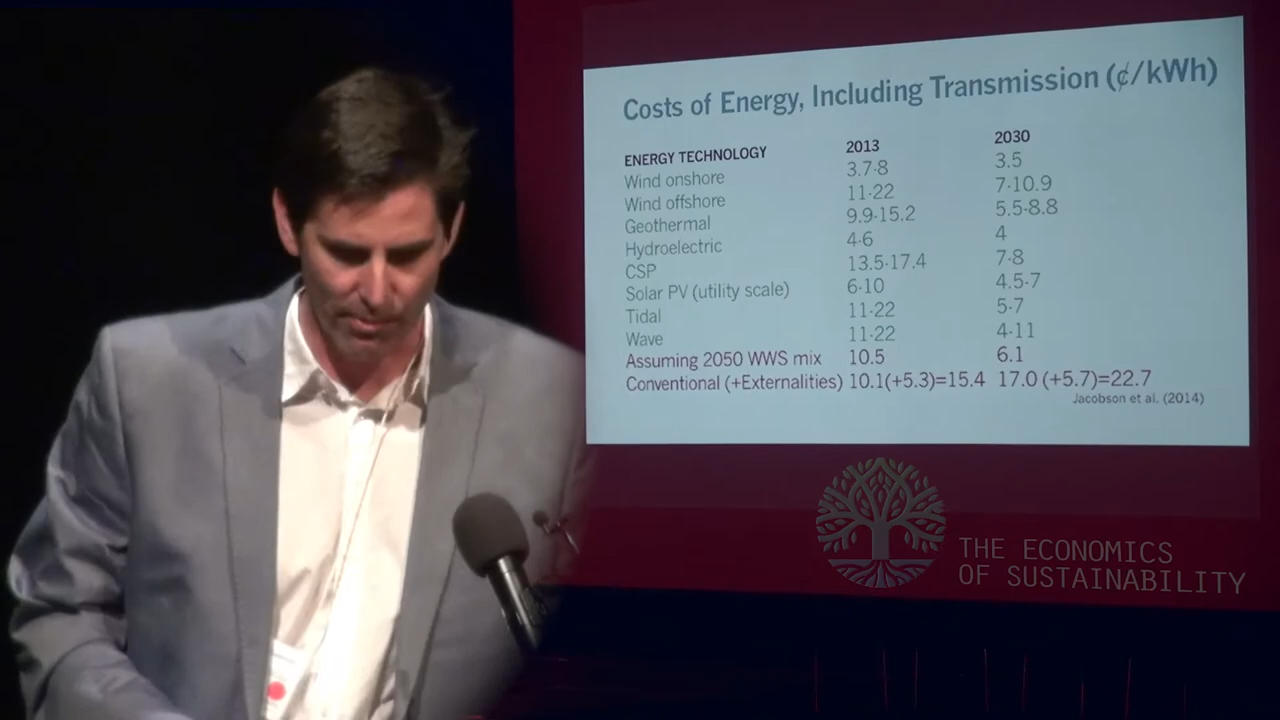 Costs of Energy, Including Transmission (¢/kWh)
ENERGY TECHNOLOGY 2013 2030
Wind onshore 3.7-8 3.5
Wind offshore 11-22 7-10.9
Geothermal 9.9-15.2 5.5-8.8
Hydroelectric 4-6 4
CSP 13.5-17.4 7-8
Solar PV (utility scale) 6-10 4.5-7
Tidal 11-22 5-7
Wave 11-22 4-11
Assuming 2050 WWS mix 10.5 6.1
Conventional (+Externalities) 10.1(+5.3)=15.4 17.0 (+5.7)=22.7
Jacobson et al. (2014)
THE ECONOMICS
OF SUSTAINABILITY